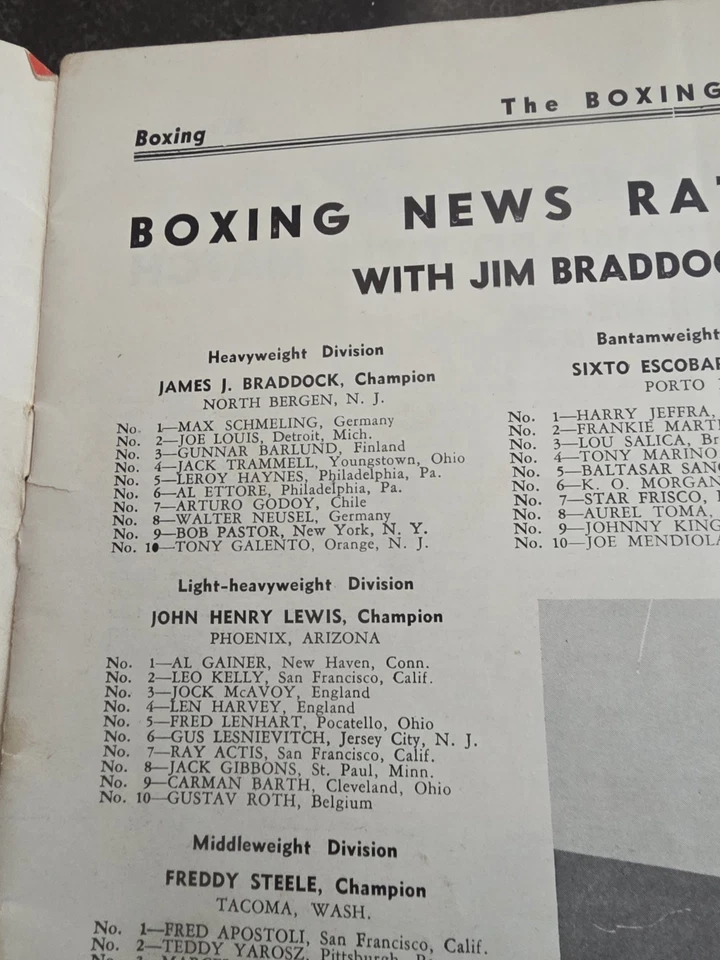 The BOXING
Boxing
BOXING NEWS
WITH JIM
Heavyweight Division
JAMES J. BRADDOCK, Champion
NORTH BERGEN, N. J.
No. 1—MAX SCHMELING, Germany
No. 2—JOE LOUIS, Detroit, Mich.
No. 3—GUNNAR BARLUND, Finland
No. 4—JACK TRAMMELL, Youngstown, Ohio
No. 5—LEROY HAYNES, Philadelphia, Pa.
No. 6—AL ETTORE, Philadelphia, Pa.
No. 7—ARTURO GODOY, Chile
No. 8—WALTER NEUSEL, Germany
No. 9—BOB PASTOR, New York, N. Y.
No. 10—TONY GALENTO, Orange, N. J.
Light-heavyweight Division
JOHN HENRY LEWIS, Champion
PHOENIX, ARIZONA
No. 1—AL GAINER, New Haven, Conn.
No. 2—LEO KELLY, San Francisco, Calif.
No. 3—JOCK McAVOY, England
No. 4—LEN HARVEY, England
No. 5—FRED LENHART, Pocatello, Ohio
No. 6—GUS LESNIEVITCH, Jersey City, N. J.
No. 7—RAY ACTIS, San Francisco, Calif.
No. 8—JACK GIBBONS, St. Paul, Minn.
No. 9—CARMAN BARTH, Cleveland, Ohio
No. 10—GUSTAV ROTH, Belgium
Middleweight Division
FREDDY STEELE, Champion
TACOMA, WASH.
No. 1—FRED APOSTOLI, San Francisco, Calif.
No. 2—TEDDY YAROSZ, Pittsburgh,
Bantamweight
SIXTO ESCOBAR
PORTO
No. 1—HARRY JEFFRA,
No. 2—FRANKIE
No. 3—LOU SALICA,
No. 4—TONY MARINO
No. 5—BALTASAR
No. 6—K. O. MORGAN
No. 7—STAR FRISCO,
No. 8—AUREL TOMA,
No. 9—JOHNNY KING
No. 10—JOE MENDIOLA